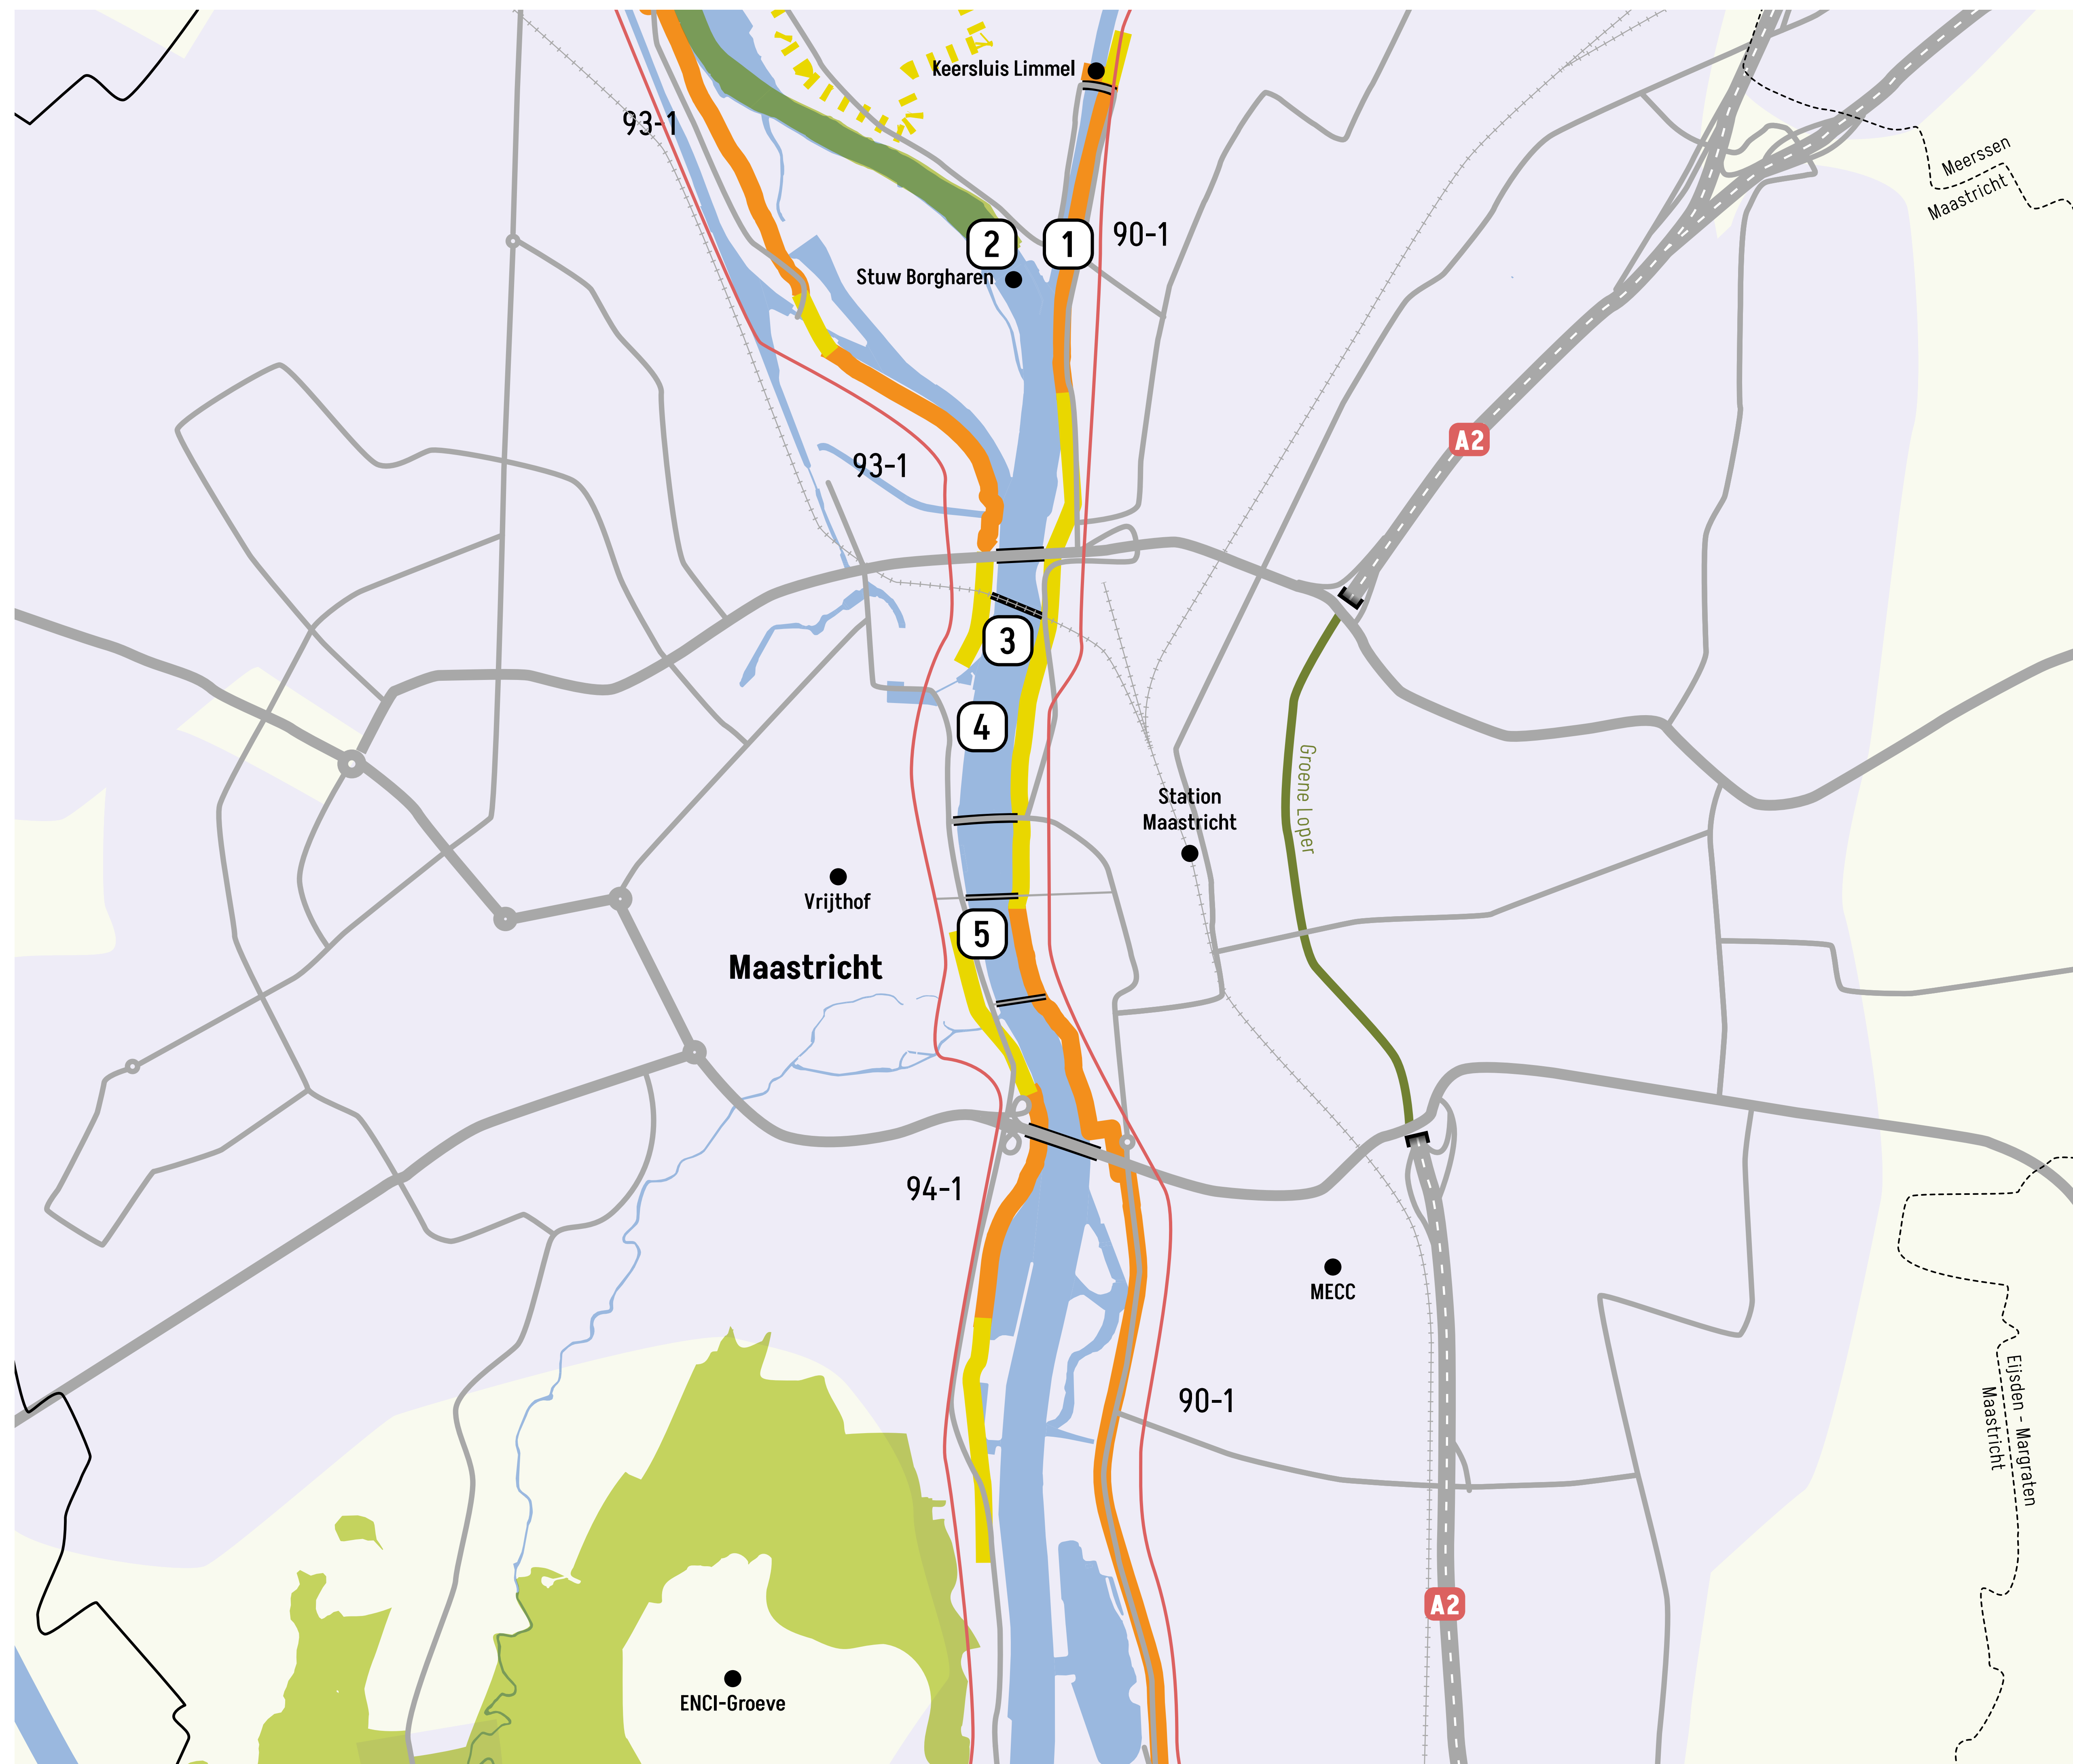 Keersluis Limmel
93-1
Meerssen
Maastricht
2
1
90-1
Stuw Borgharen
A2
93-1
3
4
Groene Loper
Station
Maastricht
Vrijthof
5
Maastricht
94-1
MECC
90-1
Eijsden - Margraten
Maastricht
A2
ENCI-Groeve